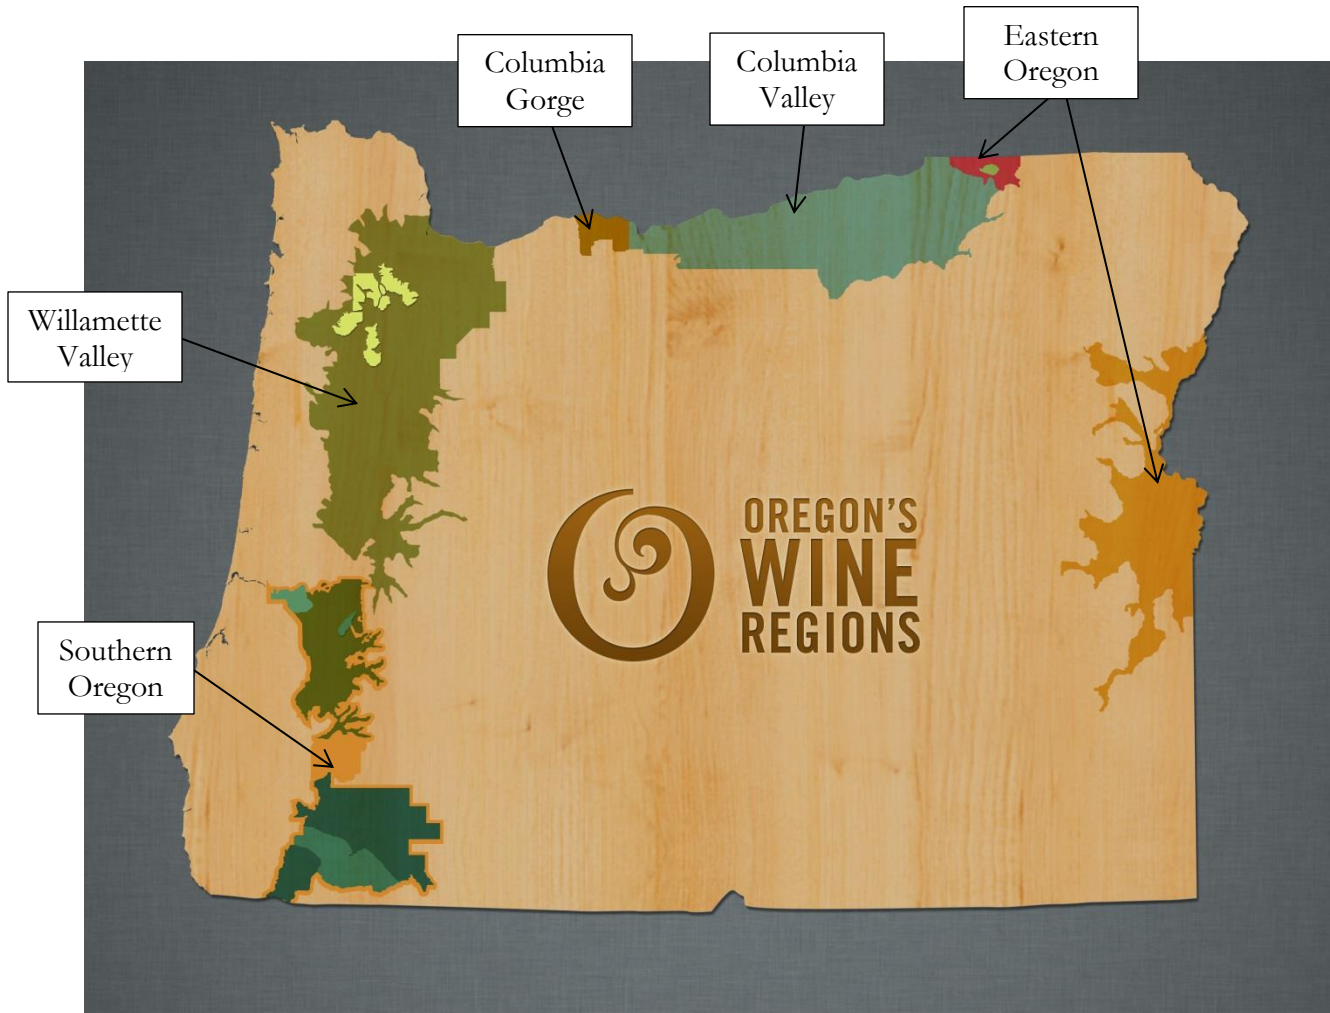 Columbia
Gorge
Columbia
Valley
Eastern
Oregon
Willamette
Valley
OREGON'S
WINE
REGIONS
Southern
Oregon